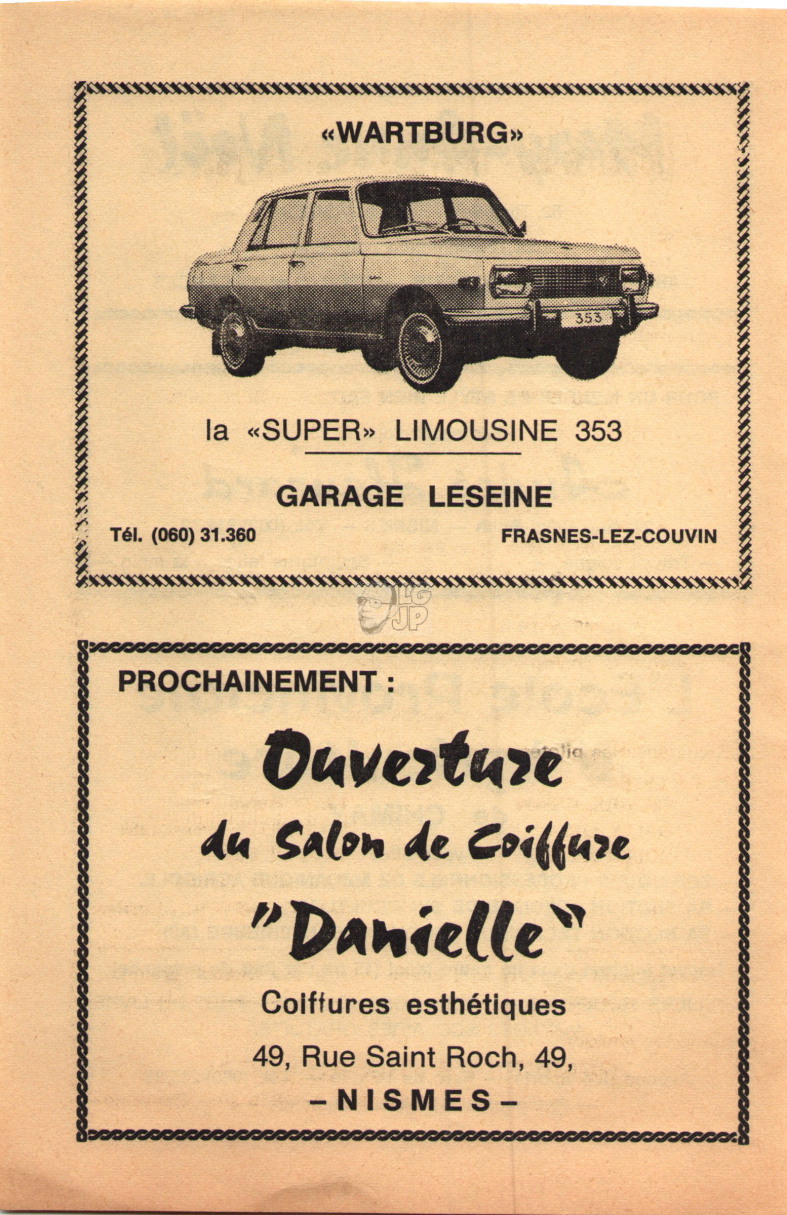 «WARTBURG»
353
la «SUPER» LIMOUSINE 353
GARAGE LESEINE
Tél. (060) 31.360 FRASNES-LEZ-COUVIN
LG
JP
PROCHAINEMENT :
Ouverture
du Salon de Coiffure
"Danielle"
Coiffures esthétiques
49, Rue Saint Roch, 49,
– NISMES –